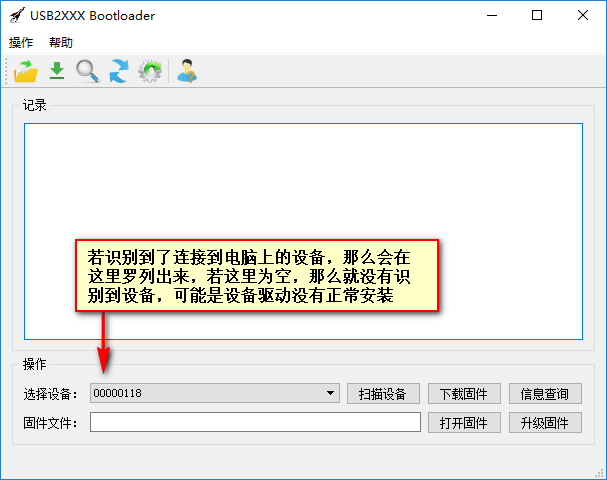 USB2XXX Bootloader
操作 帮助
记录
若识别到了连接到电脑上的设备，那么会在
这里罗列出来，若这里为空，那么就没有识
别到设备，可能是设备驱动没有正常安装
操作
选择设备： 00000118 扫描设备 下载固件 信息查询
固件文件： 打开固件 升级固件